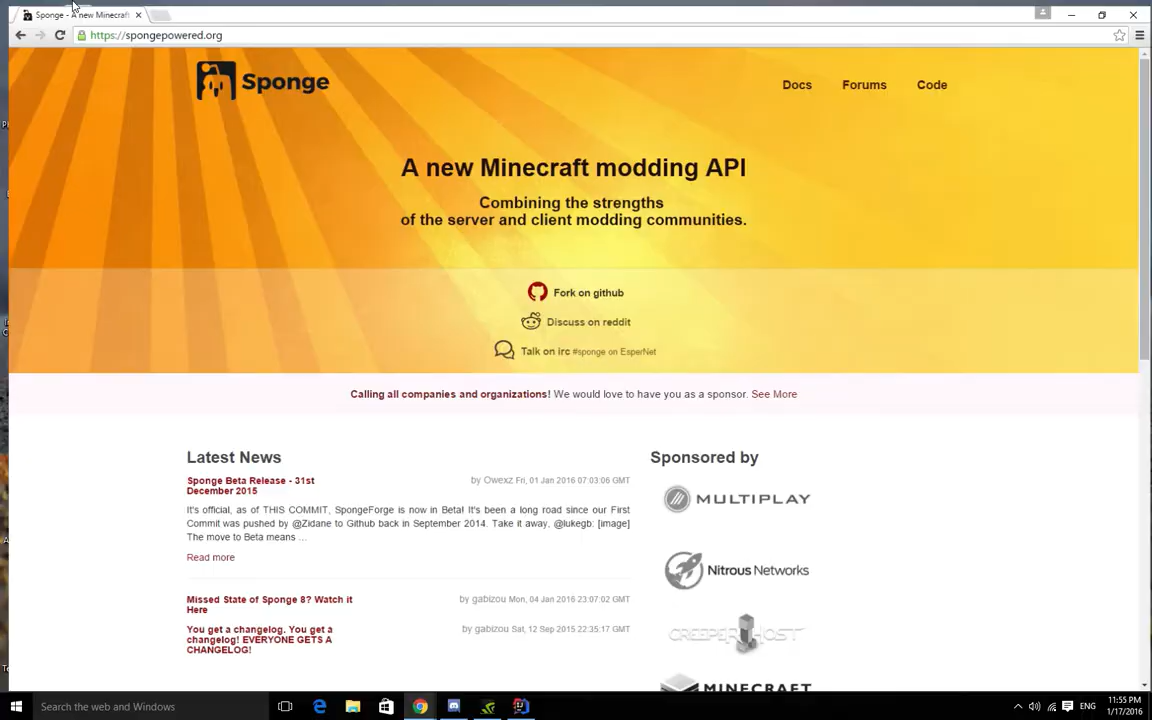 Sponge - A new Minecraft
https://spongepowered.org
Sponge
Docs Forums Code
A new Minecraft modding API
Combining the strengths
of the server and client modding communities.
Fork on github
Discuss on reddit
Talk on irc #sponge on EsperNet
Calling all companies and organizations! We would love to have you as a sponsor. See More
Latest News
Sponsored by
Sponge Beta Release - 31st
December 2015
by Owexz Fri, 01 Jan 2016 07:03:06 GMT
MULTIPLAY
It's official, as of THIS COMMIT, SpongeForge is now in Beta! It's been a long road since our First
Commit was pushed by @Zidane to Github back in September 2014. Take it away, @lukegb: [image]
The move to Beta means ...
Read more
Nitrous Networks
Missed State of Sponge 8? Watch it
Here
by gabizou Mon, 04 Jan 2016 23:07:02 GMT
You get a changelog. You get a
changelog! EVERYONE GETS A
CHANGELOG!
by gabizou Sat, 12 Sep 2015 22:35:17 GMT
CREEPERHOST
MINECRAFT
Search the web and Windows
ENG
11:55 PM
1/17/2016